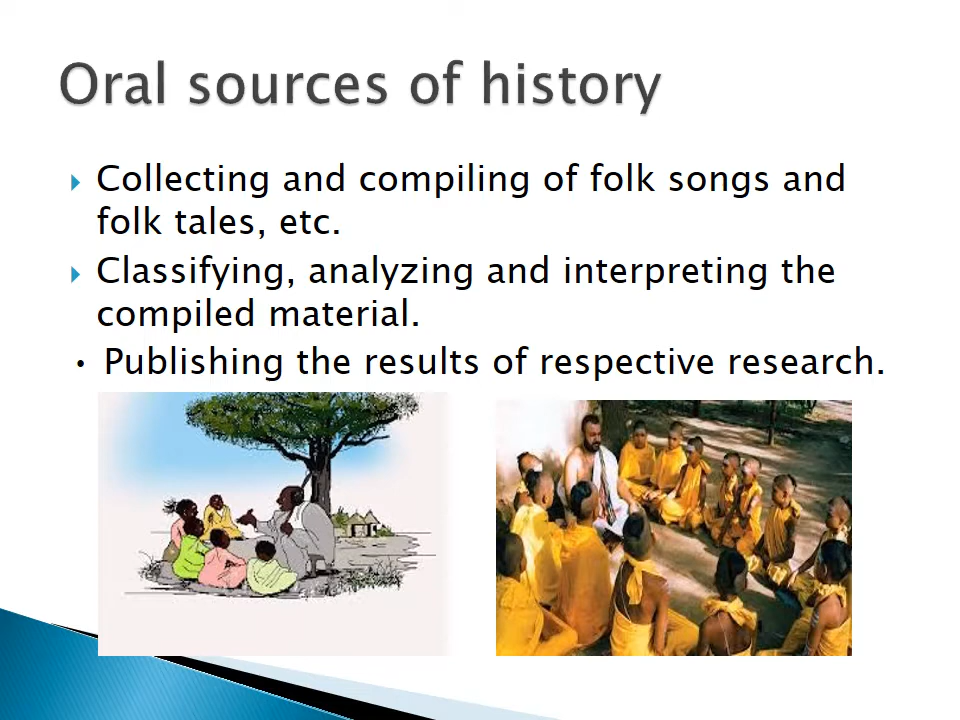 Oral sources of history
Collecting and compiling of folk songs and
folk tales, etc.
Classifying, analyzing and interpreting the
compiled material.
• Publishing the results of respective research.